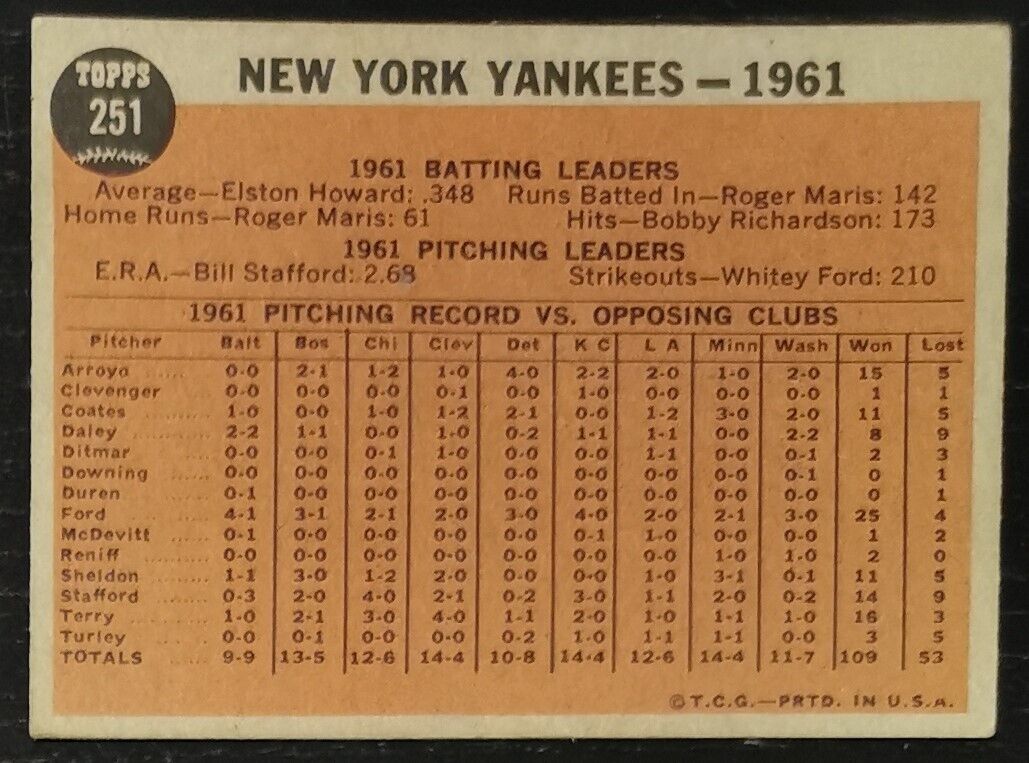 TOPPS
251
NEW YORK YANKEES — 1961
1961 BATTING LEADERS
Average—Elston Howard: .348 Runs Batted In—Roger Maris: 142
Home Runs—Roger Maris: 61 Hits—Bobby Richardson: 173
1961 PITCHING LEADERS
E.R.A.—Bill Stafford: 2.68 Strikeouts—Whitey Ford: 210
1961 PITCHING RECORD VS. OPPOSING CLUBS
Pitcher Balt Bos Chi Clev Det K C L A Minn Wash Won Lost
Arroyo ...... 0-0 2-1 1-2 1-0 4-0 2-2 2-0 1-0 2-0 15 5
Clevenger ...... 0-0 0-0 0-0 0-1 0-0 1-0 0-0 0-0 0-0 1 1
Coates ...... 1-0 0-0 1-0 1-2 2-1 0-0 1-2 3-0 2-0 11 5
Daley ...... 2-2 1-1 0-0 1-0 0-2 1-1 1-1 0-0 2-2 8 9
Ditmar ...... 0-0 0-0 0-1 1-0 0-0 0-0 1-1 0-0 0-1 2 3
Downing ...... 0-0 0-0 0-0 0-0 0-0 0-0 0-0 0-0 0-1 0 1
Duren ...... 0-1 0-0 0-0 0-0 0-0 0-0 0-0 0-0 0-0 0 1
Ford ...... 4-1 3-1 2-1 2-0 3-0 4-0 2-0 2-1 3-0 25 4
McDevitt ...... 0-1 0-0 0-0 0-0 0-0 0-1 1-0 0-0 0-0 1 2
Reniff ...... 0-0 0-0 0-0 0-0 0-0 0-0 0-0 1-0 1-0 2 0
Sheldon ...... 1-1 3-0 1-2 2-0 0-0 0-0 1-0 3-1 0-1 11 5
Stafford ...... 0-3 2-0 4-0 2-1 0-2 3-0 1-1 2-0 0-2 14 9
Terry ...... 1-0 2-1 3-0 4-0 1-1 2-0 1-0 1-1 1-0 16 3
Turley ...... 0-0 0-1 0-0 0-0 0-2 1-0 1-1 1-1 0-0 3 5
TOTALS ...... 9-9 13-5 12-6 14-4 10-8 14-4 12-6 14-4 11-7 109 53
©T.C.G.—PRTD. IN U.S.A.